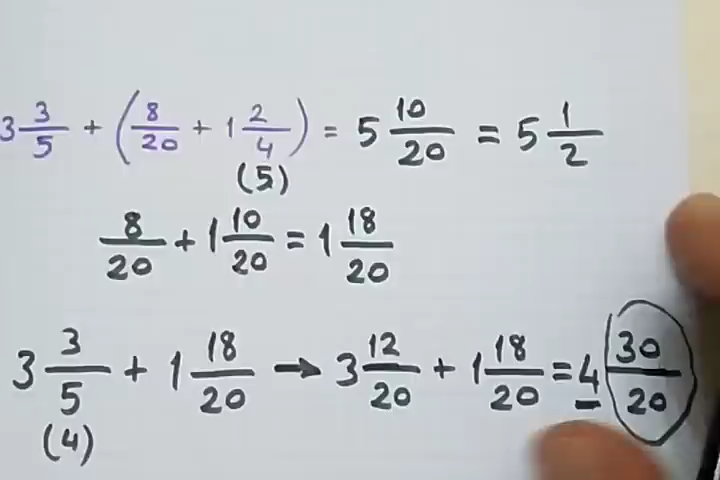 3 3/5 + (8/20 + 1 2/4) = 5 10/20 = 5 1/2
(5)
8/20 + 1 10/20 = 1 18/20
3 3/5 + 1 18/20 → 3 12/20 + 1 18/20 = 4 30/20
(4)